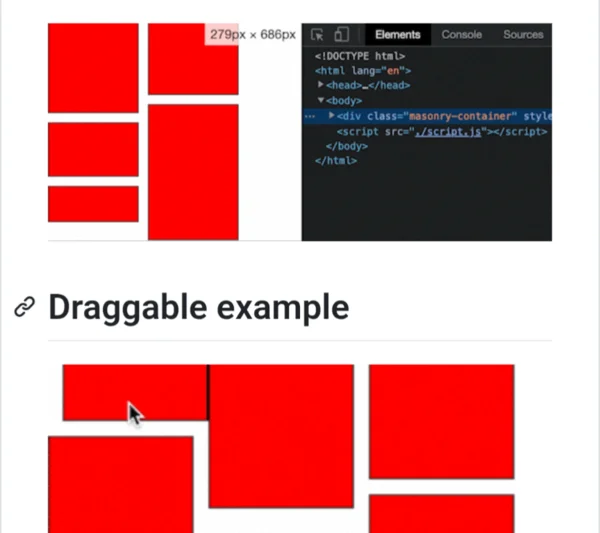 279px × 686px
Elements Console Sources
<!DOCTYPE html>
<html lang="en">
▶<head>…</head>
▼<body>
… ▶<div class="masonry-container" style
<script src="./script.js"></script>
</body>
</html>
Draggable example